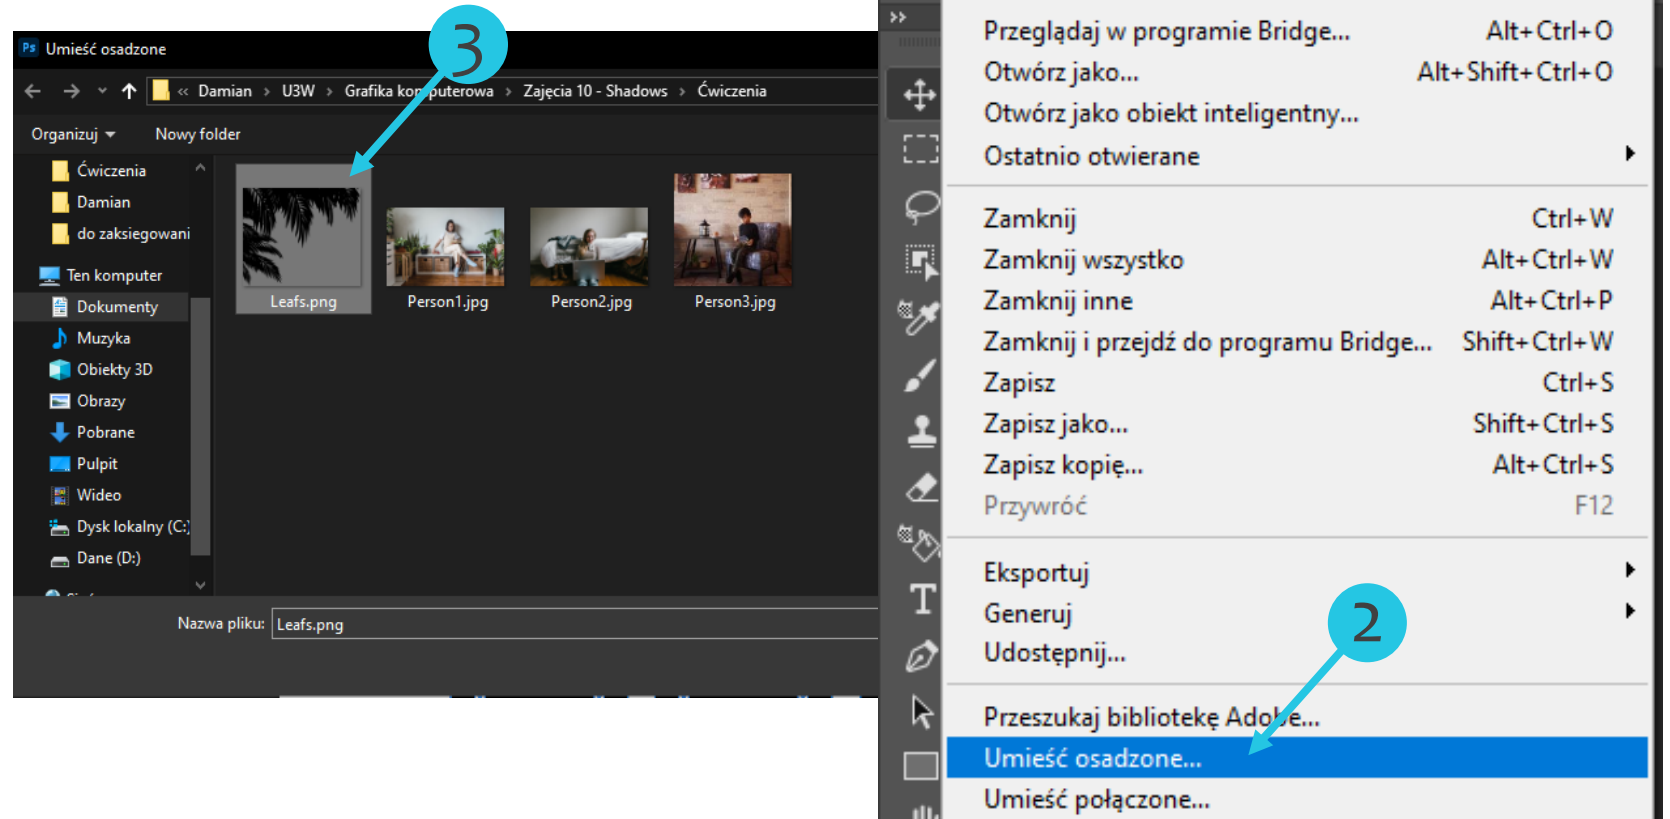 3
Ps Umieść osadzone
« Damian > U3W > Grafika komputerowa > Zajęcia 10 - Shadows > Ćwiczenia
Organizuj Nowy folder
Ćwiczenia
Damian
do zaksiegowani
Ten komputer
Dokumenty
Muzyka
Obiekty 3D
Obrazy
Pobrane
Pulpit
Wideo
Dysk lokalny (C:)
Dane (D:)
Leafs.png
Person1.jpg
Person2.jpg
Person3.jpg
Nazwa pliku: Leafs.png
Przeglądaj w programie Bridge... Alt+Ctrl+O
Otwórz jako... Alt+Shift+Ctrl+O
Otwórz jako obiekt inteligentny...
Ostatnio otwierane
Zamknij Ctrl+W
Zamknij wszystko Alt+Ctrl+W
Zamknij inne Alt+Ctrl+P
Zamknij i przejdź do programu Bridge... Shift+Ctrl+W
Zapisz Ctrl+S
Zapisz jako... Shift+Ctrl+S
Zapisz kopię... Alt+Ctrl+S
Przywróć F12
Eksportuj
Generuj
2
Udostępnij...
Przeszukaj bibliotekę Adobe...
Umieść osadzone...
Umieść połączone...